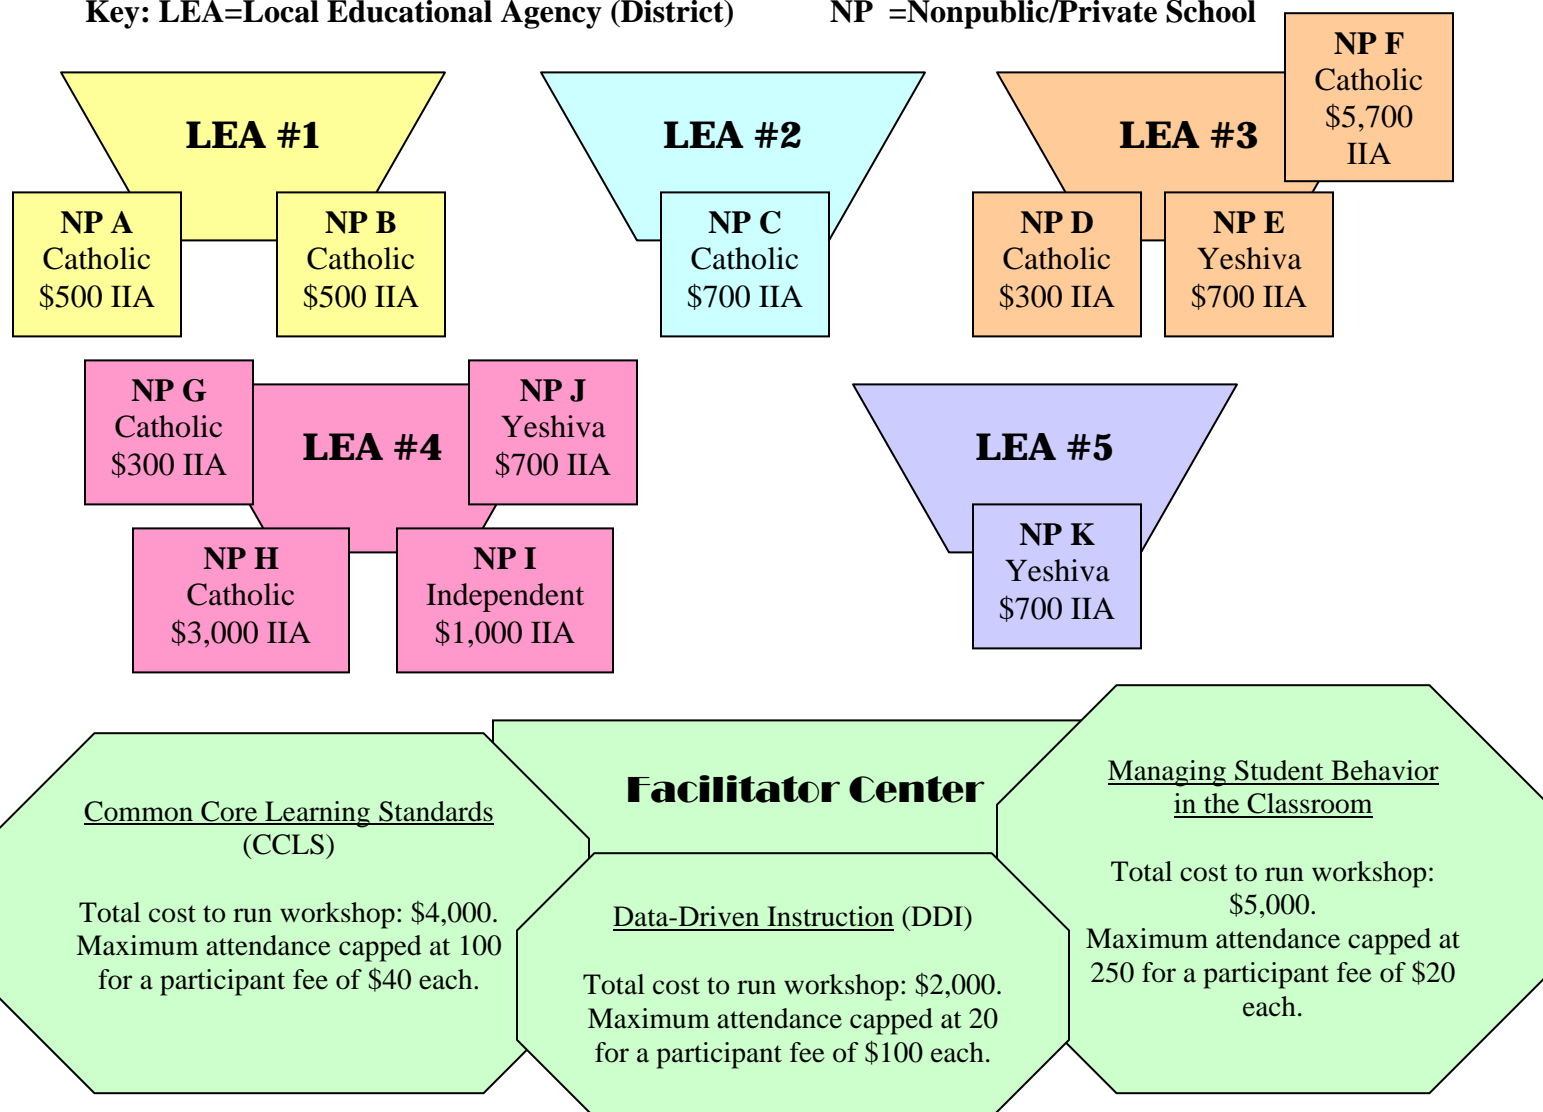 Key: LEA=Local Educational Agency (District) NP =Nonpublic/Private School
LEA #1
NP A
Catholic
$500 IIA
NP B
Catholic
$500 IIA
LEA #2
NP C
Catholic
$700 IIA
LEA #3
NP F
Catholic
$5,700
IIA
NP D
Catholic
$300 IIA
NP E
Yeshiva
$700 IIA
LEA #4
NP G
Catholic
$300 IIA
NP J
Yeshiva
$700 IIA
NP H
Catholic
$3,000 IIA
NP I
Independent
$1,000 IIA
LEA #5
NP K
Yeshiva
$700 IIA
Facilitator Center
Common Core Learning Standards
(CCLS)
Total cost to run workshop: $4,000.
Maximum attendance capped at 100
for a participant fee of $40 each.
Data-Driven Instruction (DDI)
Total cost to run workshop: $2,000.
Maximum attendance capped at 20
for a participant fee of $100 each.
Managing Student Behavior
in the Classroom
Total cost to run workshop:
$5,000.
Maximum attendance capped at
250 for a participant fee of $20
each.